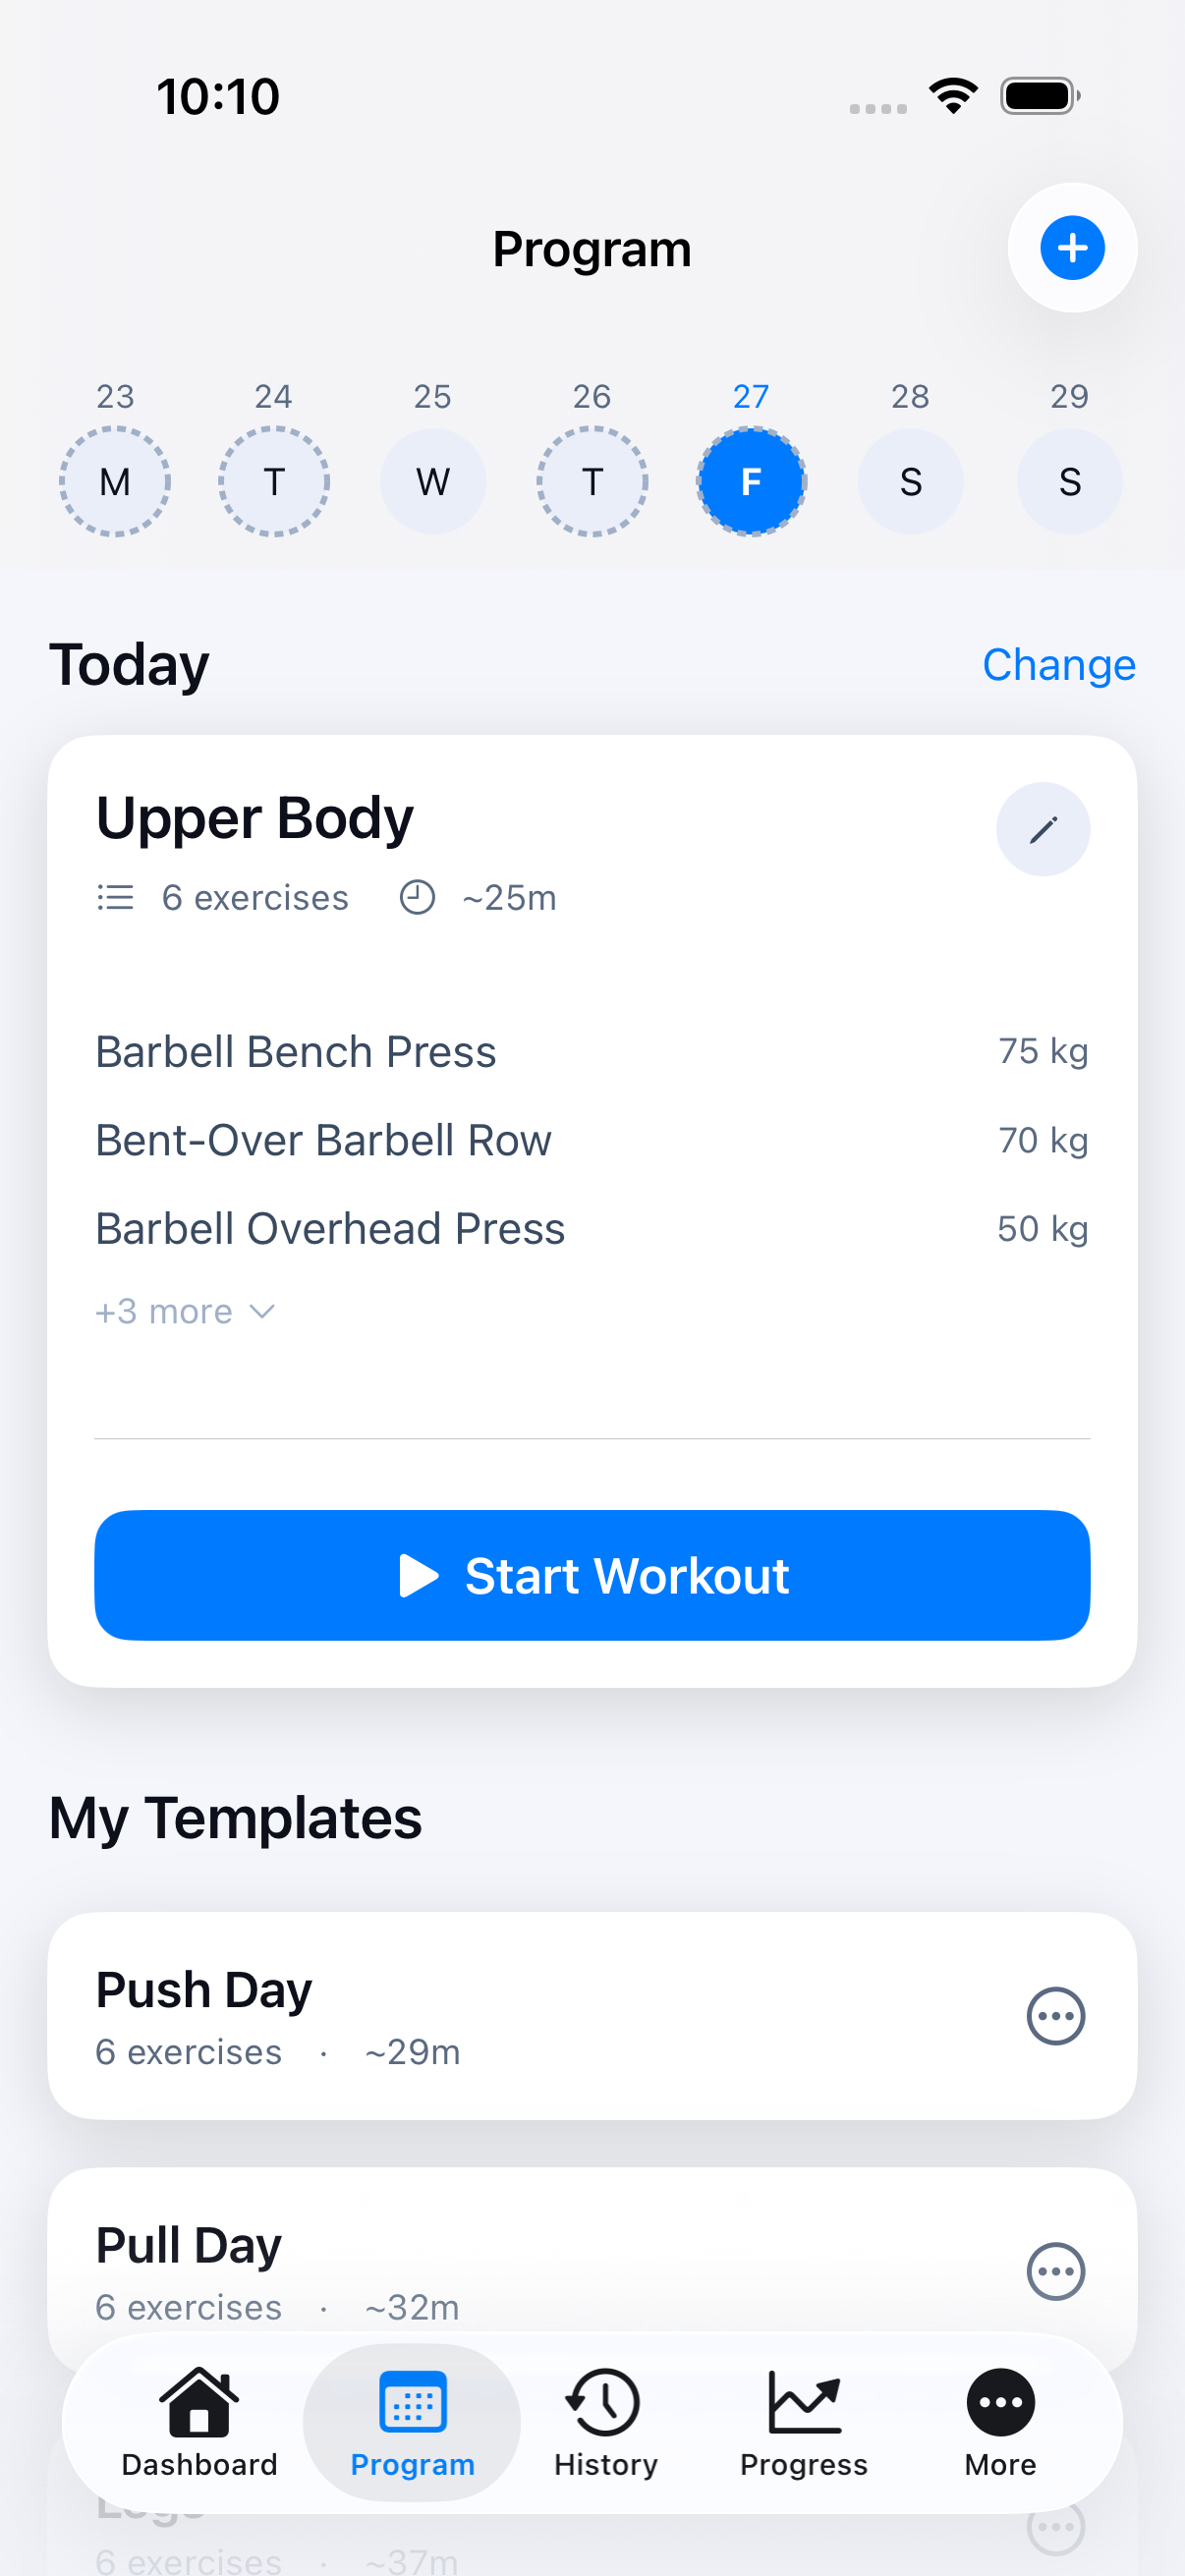 10:10
Program
23 24 25 26 27 28 29
M T W T F S S
Today
Change
Upper Body
6 exercises ~25m
Barbell Bench Press 75 kg
Bent-Over Barbell Row 70 kg
Barbell Overhead Press 50 kg
+3 more
Start Workout
My Templates
Push Day
6 exercises · ~29m
Pull Day
6 exercises · ~32m
Dashboard Program History Progress More
6 exercises · ~37m